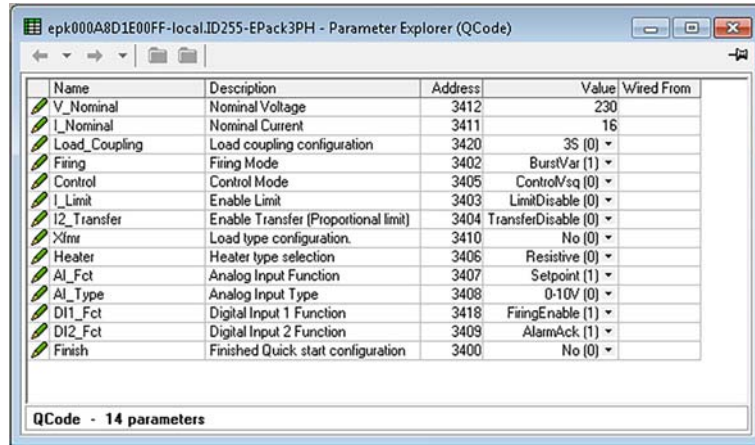 epk000A8D1E00FF-local.ID255-EPack3PH - Parameter Explorer (QCode)
Name Description Address Value Wired From
V_Nominal Nominal Voltage 3412 230
I_Nominal Nominal Current 3411 16
Load_Coupling Load coupling configuration 3420 3S (0)
Firing Firing Mode 3402 BurstVar (1)
Control Control Mode 3405 ControlVsq (0)
I_Limit Enable Limit 3403 LimitDisable (0)
I2_Transfer Enable Transfer (Proportional limit) 3404 TransferDisable (0)
Xfmr Load type configuration. 3410 No (0)
Heater Heater type selection 3406 Resistive (0)
AI_Fct Analog Input Function 3407 Setpoint (1)
AI_Type Analog Input Type 3408 0-10V (0)
DI1_Fct Digital Input 1 Function 3418 FiringEnable (1)
DI2_Fct Digital Input 2 Function 3409 AlarmAck (1)
Finish Finished Quick start configuration 3400 No (0)
QCode - 14 parameters